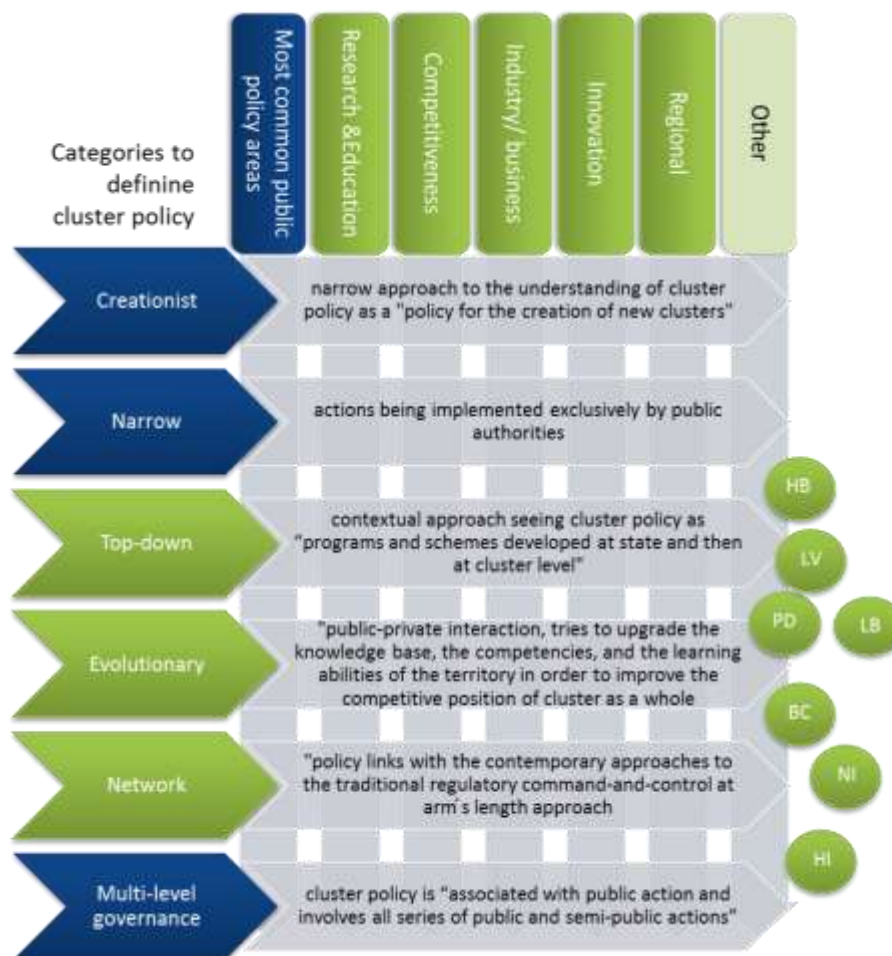 Most common public
policy areas
Research &Education
Competitiveness
Industry/ business
Innovation
Regional
Other
Categories to
definine
cluster policy
Creationist
narrow approach to the understanding of cluster
policy as a "policy for the creation of new clusters"
Narrow
actions being implemented exclusively by public
authorities
HB
Top-down
contextual approach seeing cluster policy as
"programs and schemes developed at state and then
at cluster level"
LV
PD
LB
Evolutionary
"public-private interaction, tries to upgrade the
knowledge base, the competencies, and the learning
abilities of the territory in order to improve the
competitive position of cluster as a whole
BC
Network
"policy links with the contemporary approaches to
the traditional regulatory command-and-control at
arm´s length approach
NI
HI
Multi-level
governance
cluster policy is "associated with public action and
involves all series of public and semi-public actions"